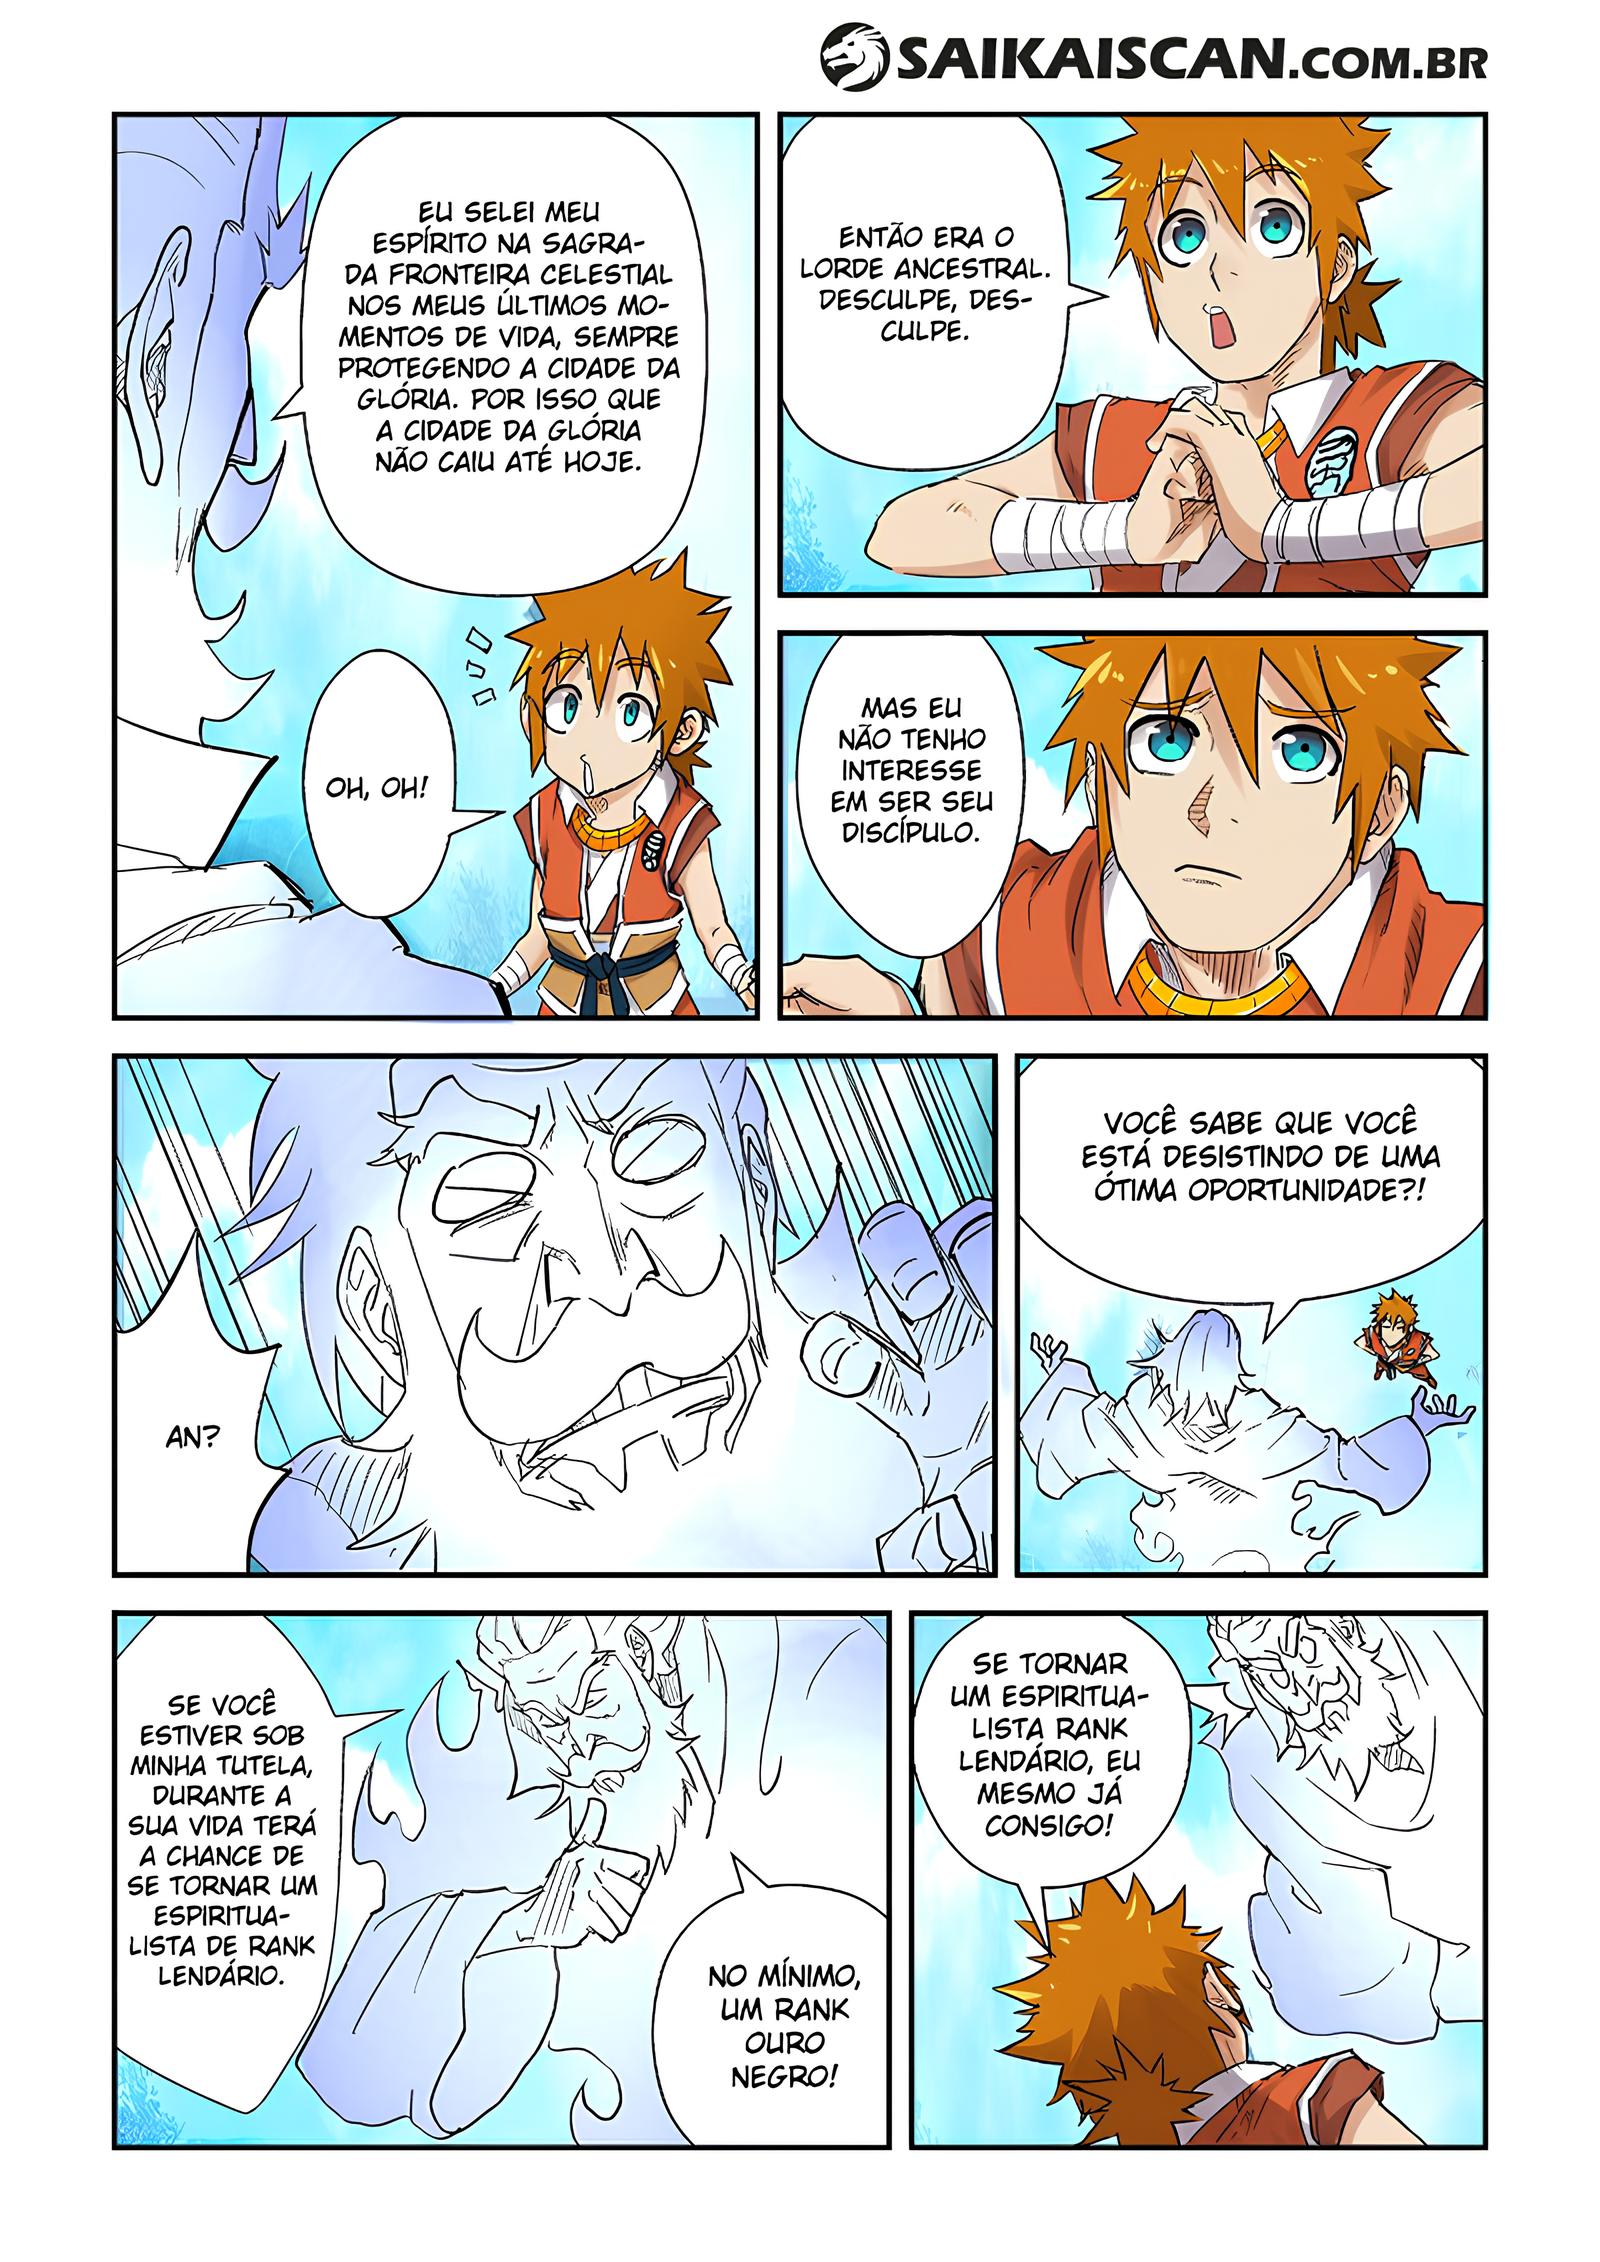 SAIKAISCAN.COM.BR
EU SELEI MEU
ESPÍRITO NA SAGRA-
DA FRONTEIRA CELESTIAL
NOS MEUS ÚLTIMOS MO-
MENTOS DE VIDA, SEMPRE
PROTEGENDO A CIDADE DA
GLÓRIA. POR ISSO QUE
A CIDADE DA GLÓRIA
NÃO CAIU ATÉ HOJE.
OH, OH!
ENTÃO ERA O
LORDE ANCESTRAL.
DESCULPE, DES-
CULPE.
MAS EU
NÃO TENHO
INTERESSE
EM SER SEU
DISCÍPULO.
AN?
VOCÊ SABE QUE VOCÊ
ESTÁ DESISTINDO DE UMA
ÓTIMA OPORTUNIDADE?!
SE VOCÊ
ESTIVER SOB
MINHA TUTELA,
DURANTE A
SUA VIDA TERÁ
A CHANCE DE
SE TORNAR UM
ESPIRITUA-
LISTA DE RANK
LENDÁRIO.
NO MÍNIMO,
UM RANK
OURO
NEGRO!
SE TORNAR
UM ESPIRITUA-
LISTA RANK
LENDÁRIO, EU
MESMO JÁ
CONSIGO!